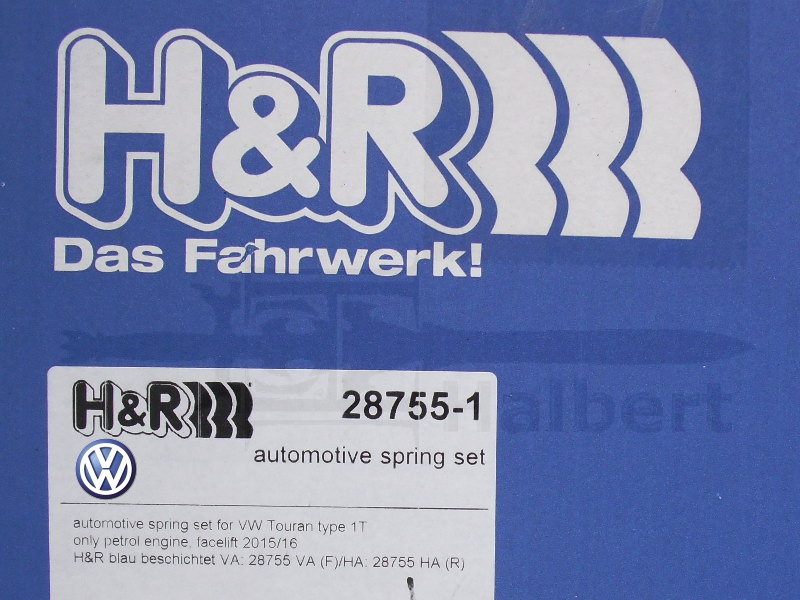 H&R
Das Fahrwerk!
H&R
28755-1
Halbert
automotive spring set
automotive spring set for VW Touran type 1T
only petrol engine, facelift 2015/16
H&R blau beschichtet VA: 28755 VA (F)/HA: 28755 HA (R)